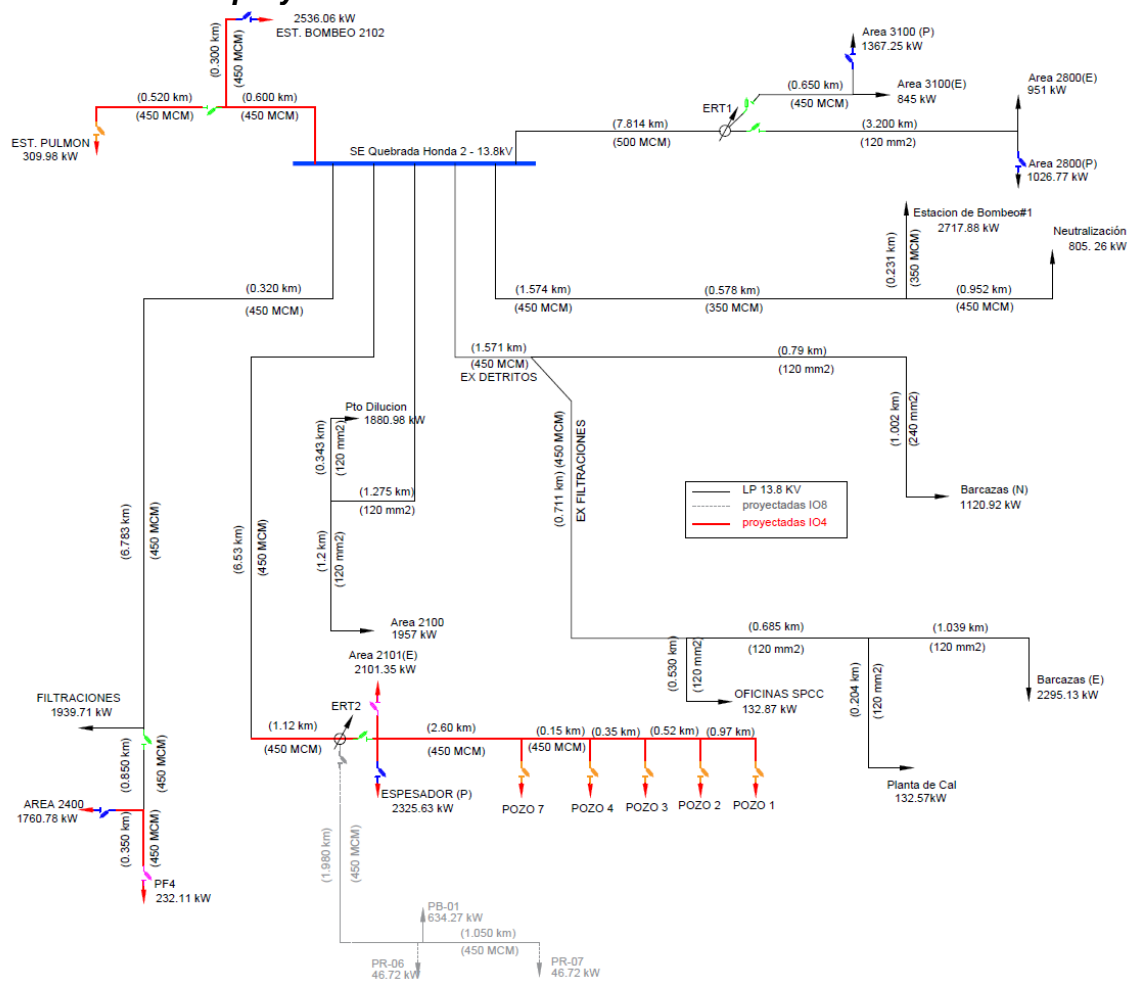 2536.06 kW
EST. BOMBEO 2102
(0.300 km)
(450 MCM)
(0.520 km)
(450 MCM)
(0.600 km)
(450 MCM)
EST. PULMON
309.98 kW
SE Quebrada Honda 2 - 13.8kV
Area 3100 (P)
1367.25 kW
(0.650 km)
(450 MCM)
Area 3100(E)
845 kW
Area 2800(E)
951 kW
ERT1
(7.814 km)
(500 MCM)
(3.200 km)
(120 mm2)
Area 2800(P)
1026.77 kW
Estacion de Bombeo#1
2717.88 kW
Neutralización
805. 26 kW
(0.231 km)
(350 MCM)
(0.320 km)
(450 MCM)
(1.574 km)
(450 MCM)
(0.578 km)
(350 MCM)
(0.952 km)
(450 MCM)
(1.571 km)
(450 MCM)
EX DETRITOS
(0.79 km)
(120 mm2)
(1.002 km)
(240 mm2)
Barcazas (N)
1120.92 kW
Pto Dilucion
1880.98 kW
(0.343 km)
(120 mm2)
(1.275 km)
(120 mm2)
(1.2 km)
(120 mm2)
Area 2100
1957 kW
(0.711 km) (450 MCM)
EX FILTRACIONES
LP 13.8 KV
proyectadas IO8
proyectadas IO4
(6.783 km)
(450 MCM)
(6.53 km)
(450 MCM)
(0.685 km)
(120 mm2)
(1.039 km)
(120 mm2)
(0.530 km)
(120 mm2)
OFICINAS SPCC
132.87 kW
(0.204 km)
(120 mm2)
Barcazas (E)
2295.13 kW
Planta de Cal
132.57kW
Area 2101(E)
2101.35 kW
ERT2
(1.12 km)
(450 MCM)
(2.60 km)
(450 MCM)
(0.15 km)
(450 MCM)
(0.35 km)
(0.52 km)
(0.97 km)
ESPESADOR (P)
2325.63 kW
POZO 7
POZO 4
POZO 3
POZO 2
POZO 1
FILTRACIONES
1939.71 kW
(0.850 km)
(450 MCM)
AREA 2400
1760.78 kW
(0.350 km)
(450 MCM)
PF4
232.11 kW
(1.980 km)
(450 MCM)
PB-01
634.27 kW
(1.050 km)
(450 MCM)
PR-06
46.72 kW
PR-07
46.72 kW